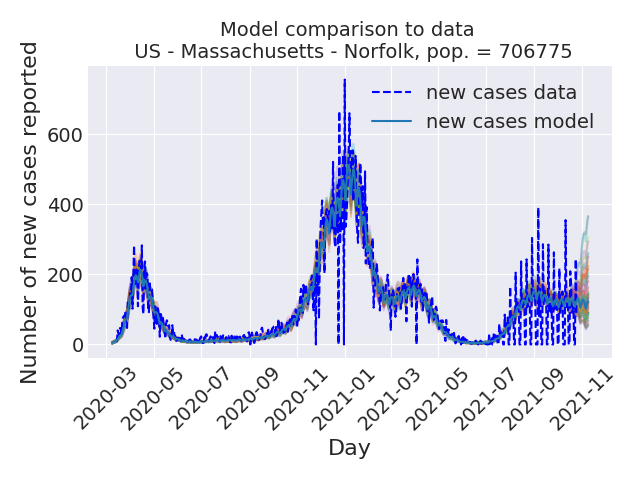 Model comparison to data
US - Massachusetts - Norfolk, pop. = 706775
Number of new cases reported
600
400
200
0
new cases data
new cases model
2020-03
2020-05
2020-07
2020-09
2020-11
2021-01
2021-03
2021-05
2021-07
2021-09
2021-11
Day